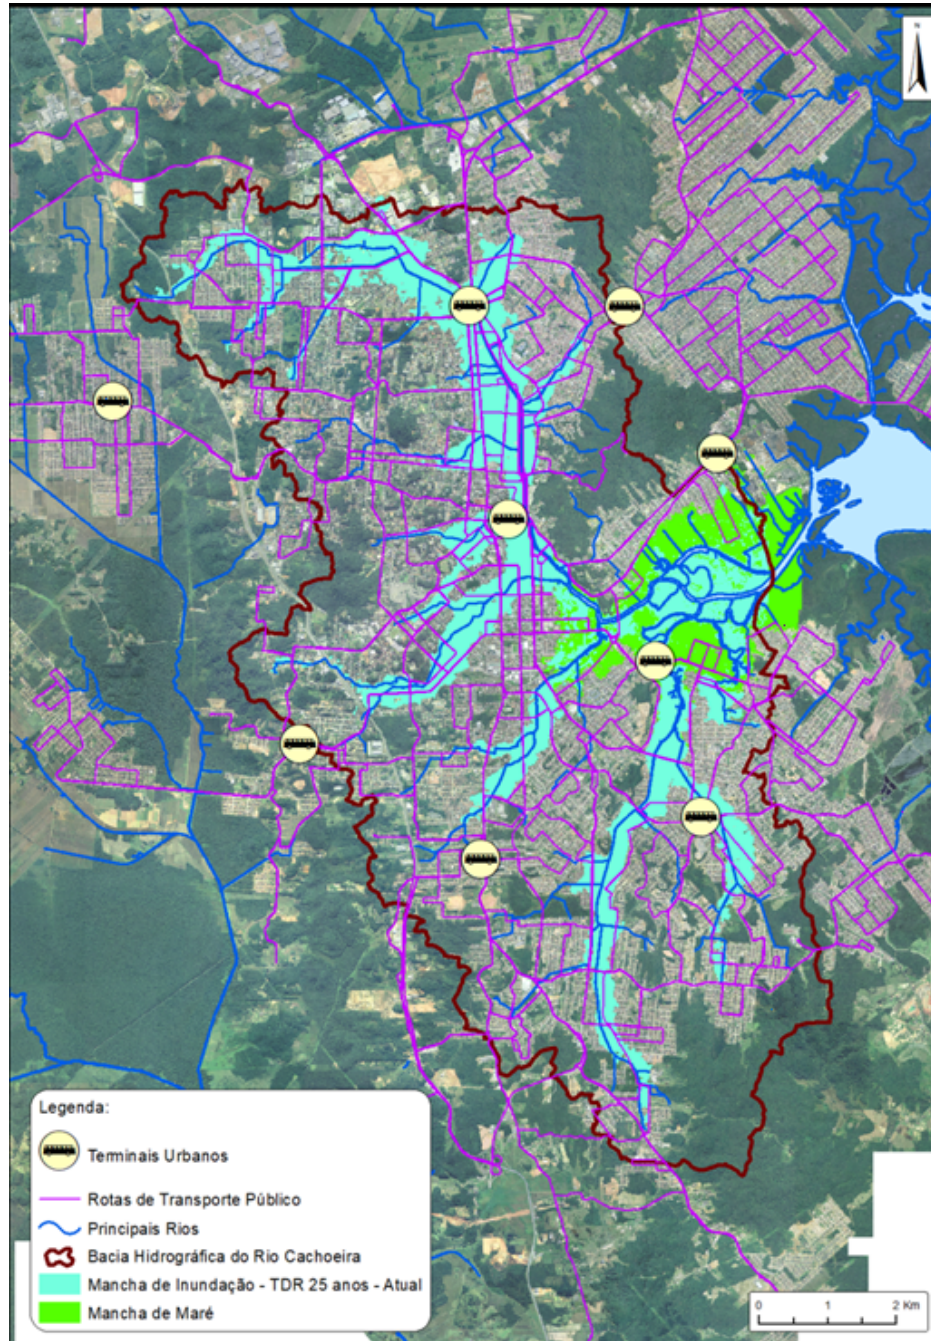 N
Legenda:
Terminais Urbanos
Rotas de Transporte Público
Principais Rios
Bacia Hidrográfica do Rio Cachoeira
Mancha de Inundação - TDR 25 anos - Atual
Mancha de Maré
0 1 2 Km